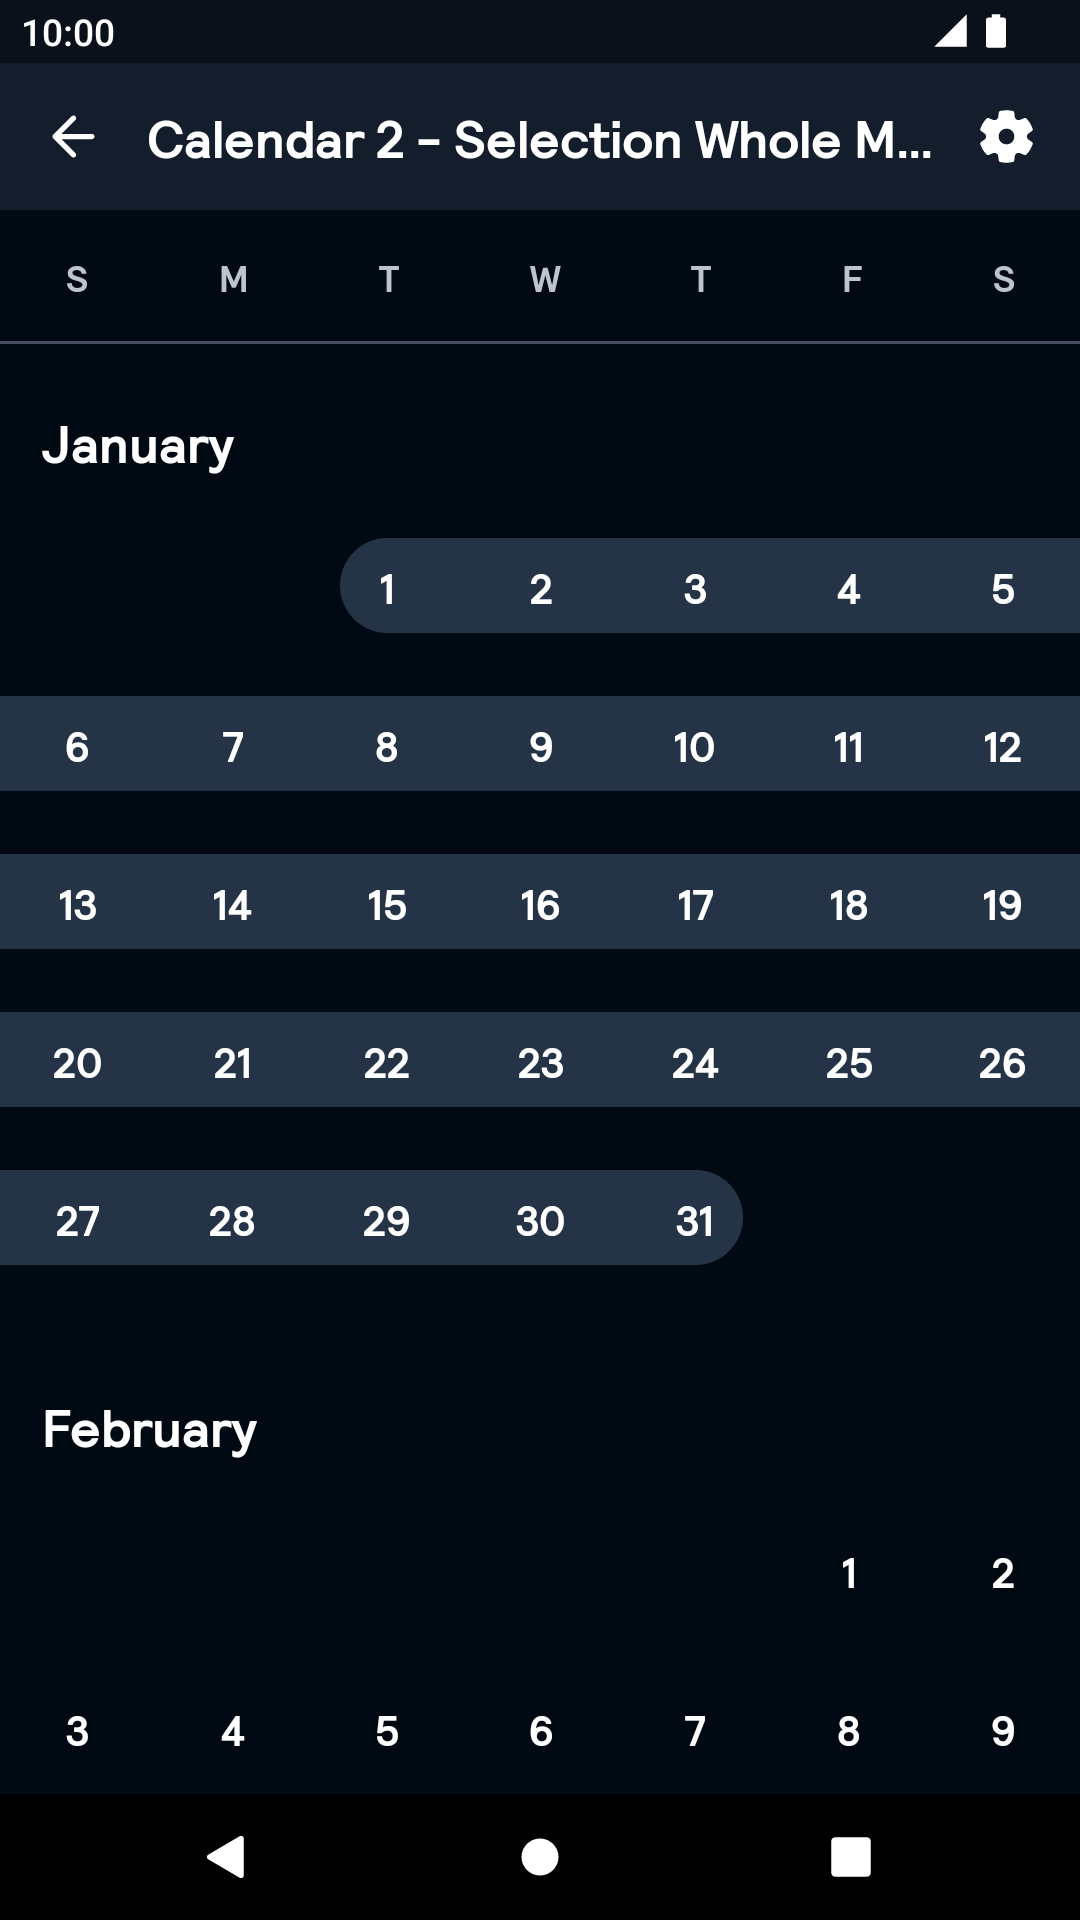 10:00
Calendar 2 – Selection Whole M...
S M T W T F S
January
1 2 3 4 5
6 7 8 9 10 11 12
13 14 15 16 17 18 19
20 21 22 23 24 25 26
27 28 29 30 31
February
1 2
3 4 5 6 7 8 9